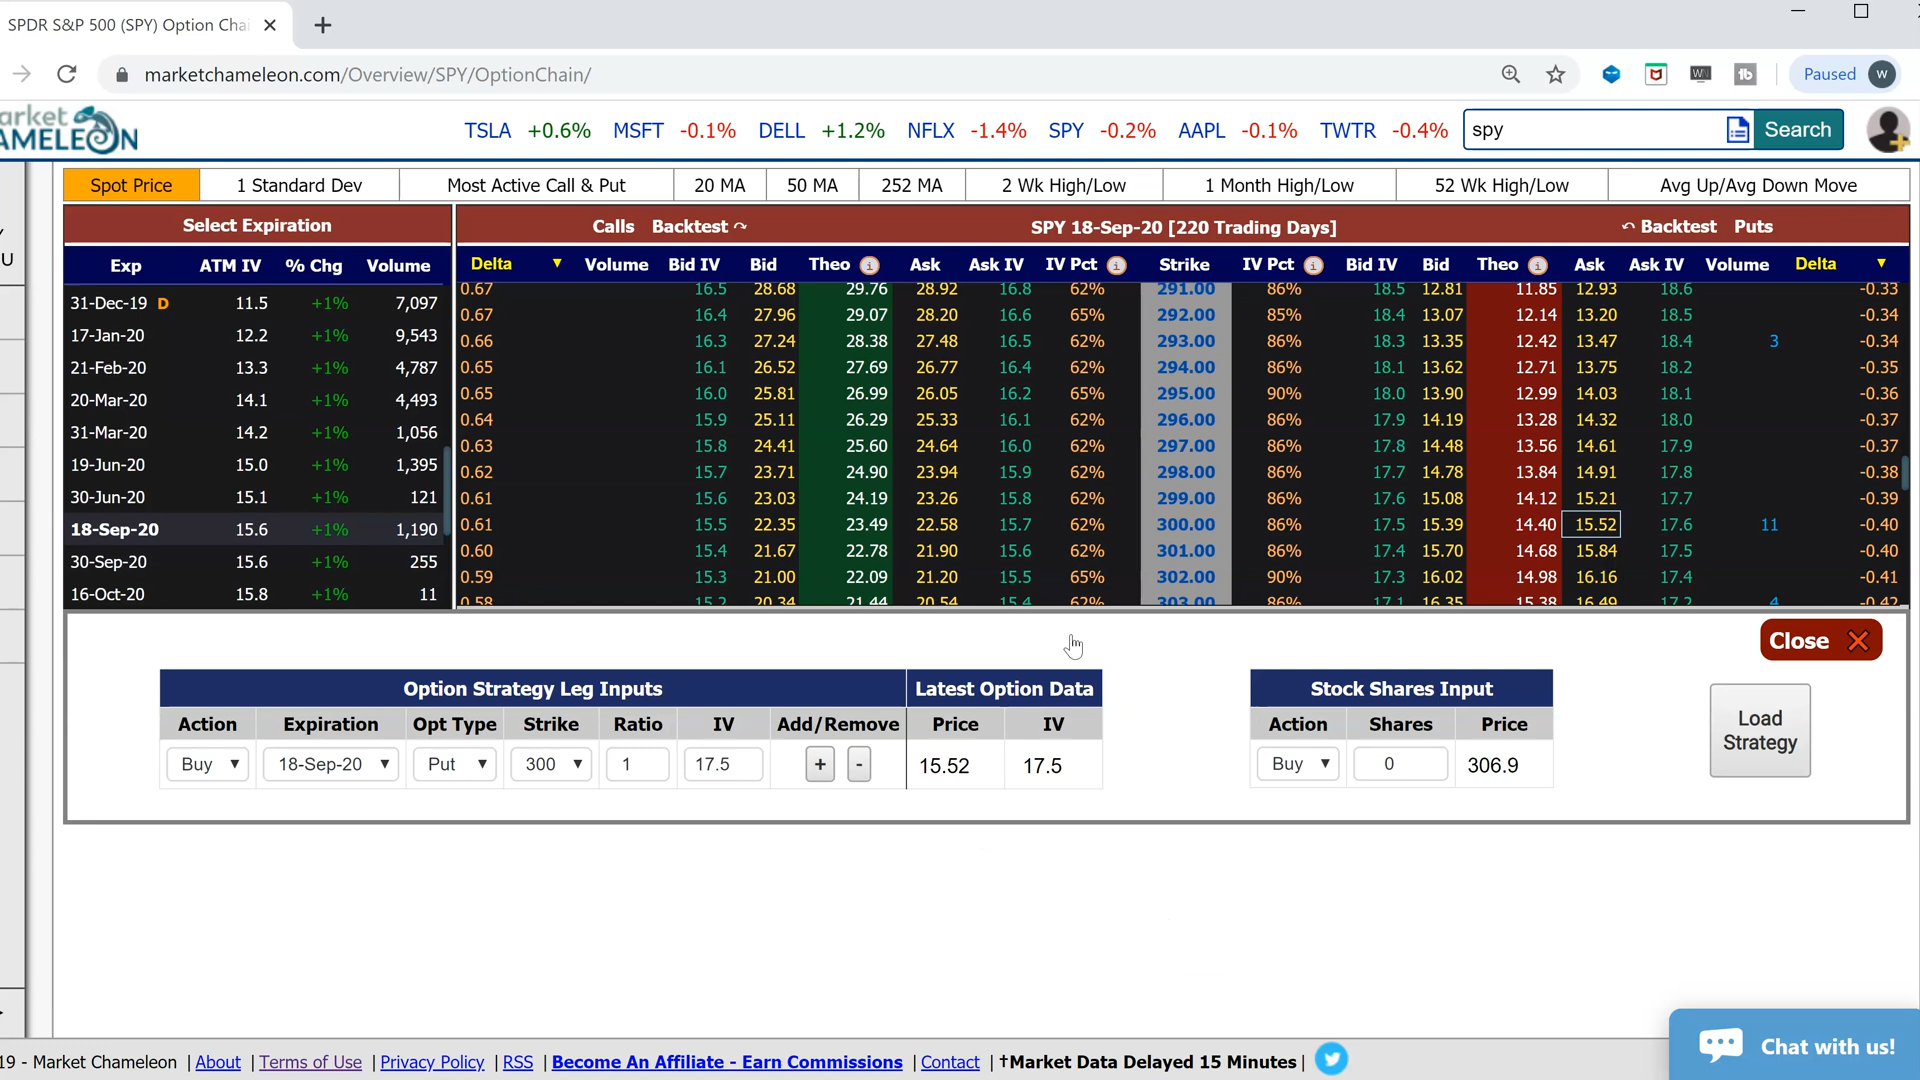 SPDR S&P 500 (SPY) Option Chai
marketchameleon.com/Overview/SPY/OptionChain/
Paused W
arket
AMELEON
TSLA +0.6% MSFT -0.1% DELL +1.2% NFLX -1.4% SPY -0.2% AAPL -0.1% TWTR -0.4% spy Search
Spot Price 1 Standard Dev Most Active Call & Put 20 MA 50 MA 252 MA 2 Wk High/Low 1 Month High/Low 52 Wk High/Low Avg Up/Avg Down Move
Select Expiration
Exp ATM IV % Chg Volume
31-Dec-19 D 11.5 +1% 7,097
17-Jan-20 12.2 +1% 9,543
21-Feb-20 13.3 +1% 4,787
20-Mar-20 14.1 +1% 4,493
31-Mar-20 14.2 +1% 1,056
19-Jun-20 15.0 +1% 1,395
30-Jun-20 15.1 +1% 121
18-Sep-20 15.6 +1% 1,190
30-Sep-20 15.6 +1% 255
16-Oct-20 15.8 +1% 11
Calls Backtest SPY 18-Sep-20 [220 Trading Days] Backtest Puts
Delta ▼ Volume Bid IV Bid Theo i Ask Ask IV IV Pct i Strike IV Pct i Bid IV Bid Theo i Ask Ask IV Volume Delta ▼
0.67 16.5 28.68 29.76 28.92 16.8 62% 291.00 86% 18.5 12.81 11.85 12.93 18.6 -0.33
0.67 16.4 27.96 29.07 28.20 16.6 65% 292.00 85% 18.4 13.07 12.14 13.20 18.5 -0.34
0.66 16.3 27.24 28.38 27.48 16.5 62% 293.00 86% 18.3 13.35 12.42 13.47 18.4 3 -0.34
0.65 16.1 26.52 27.69 26.77 16.4 62% 294.00 86% 18.1 13.62 12.71 13.75 18.2 -0.35
0.65 16.0 25.81 26.99 26.05 16.2 65% 295.00 90% 18.0 13.90 12.99 14.03 18.1 -0.36
0.64 15.9 25.11 26.29 25.33 16.1 62% 296.00 86% 17.9 14.19 13.28 14.32 18.0 -0.37
0.63 15.8 24.41 25.60 24.64 16.0 62% 297.00 86% 17.8 14.48 13.56 14.61 17.9 -0.37
0.62 15.7 23.71 24.90 23.94 15.9 62% 298.00 86% 17.7 14.78 13.84 14.91 17.8 -0.38
0.61 15.6 23.03 24.19 23.26 15.8 62% 299.00 86% 17.6 15.08 14.12 15.21 17.7 -0.39
0.61 15.5 22.35 23.49 22.58 15.7 62% 300.00 86% 17.5 15.39 14.40 15.52 17.6 11 -0.40
0.60 15.4 21.67 22.78 21.90 15.6 62% 301.00 86% 17.4 15.70 14.68 15.84 17.5 -0.40
0.59 15.3 21.00 22.09 21.20 15.5 65% 302.00 90% 17.3 16.02 14.98 16.16 17.4 -0.41
0.58 15.2 20.34 21.44 20.54 15.4 62% 303.00 86% 17.1 16.35 15.38 16.49 17.2 4 -0.42
Close
Option Strategy Leg Inputs Latest Option Data
Action Expiration Opt Type Strike Ratio IV Add/Remove Price IV
Buy ▼ 18-Sep-20 ▼ Put ▼ 300 ▼ 1 17.5 + - 15.52 17.5
Stock Shares Input
Action Shares Price
Buy ▼ 0 306.9
Load
Strategy
U
Chat with us!
19 - Market Chameleon | About | Terms of Use | Privacy Policy | RSS | Become An Affiliate - Earn Commissions | Contact | †Market Data Delayed 15 Minutes |